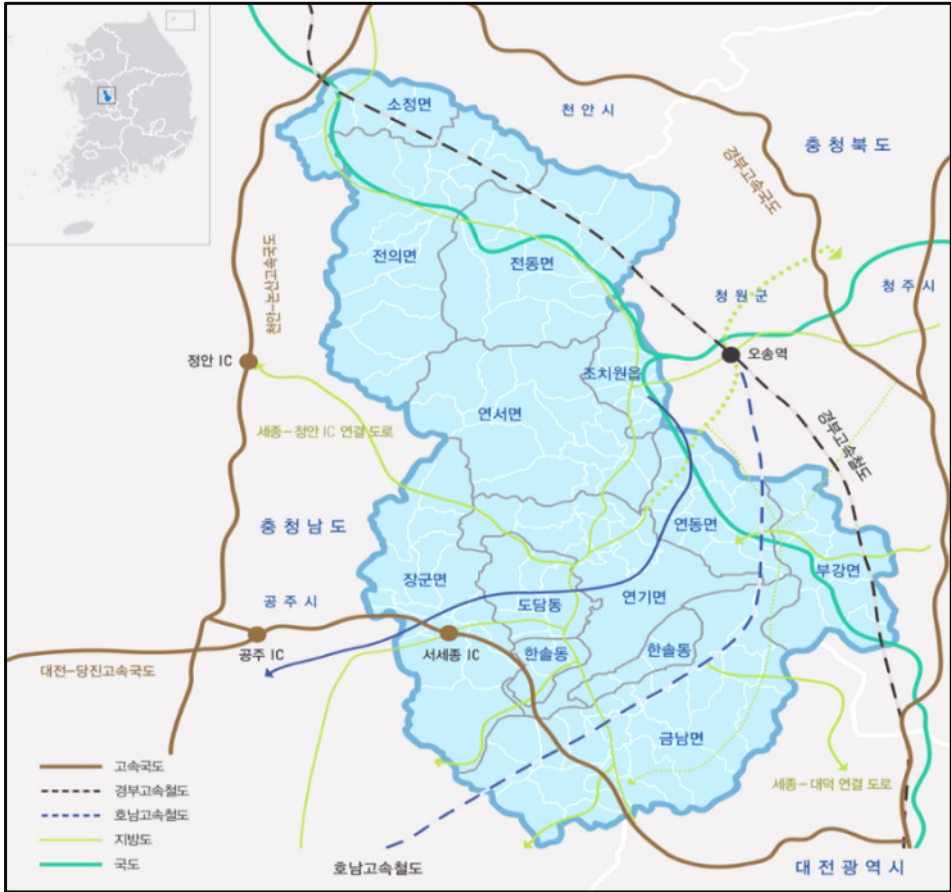 소정면
천안시
충청북도
경부고속국도
전의면
전동면
천안-논산고속국도
청원군
청주시
정안 IC
오송역
조치원읍
연서면
세종-정안 IC 연결 도로
경부고속철도
충청남도
연동면
장군면
부강면
공주시
도담동
연기면
공주 IC
서세종 IC
한솔동
한솔동
대전-당진고속국도
금남면
고속국도
경부고속철도
호남고속철도
지방도
국도
세종-대덕 연결 도로
호남고속철도
대전광역시